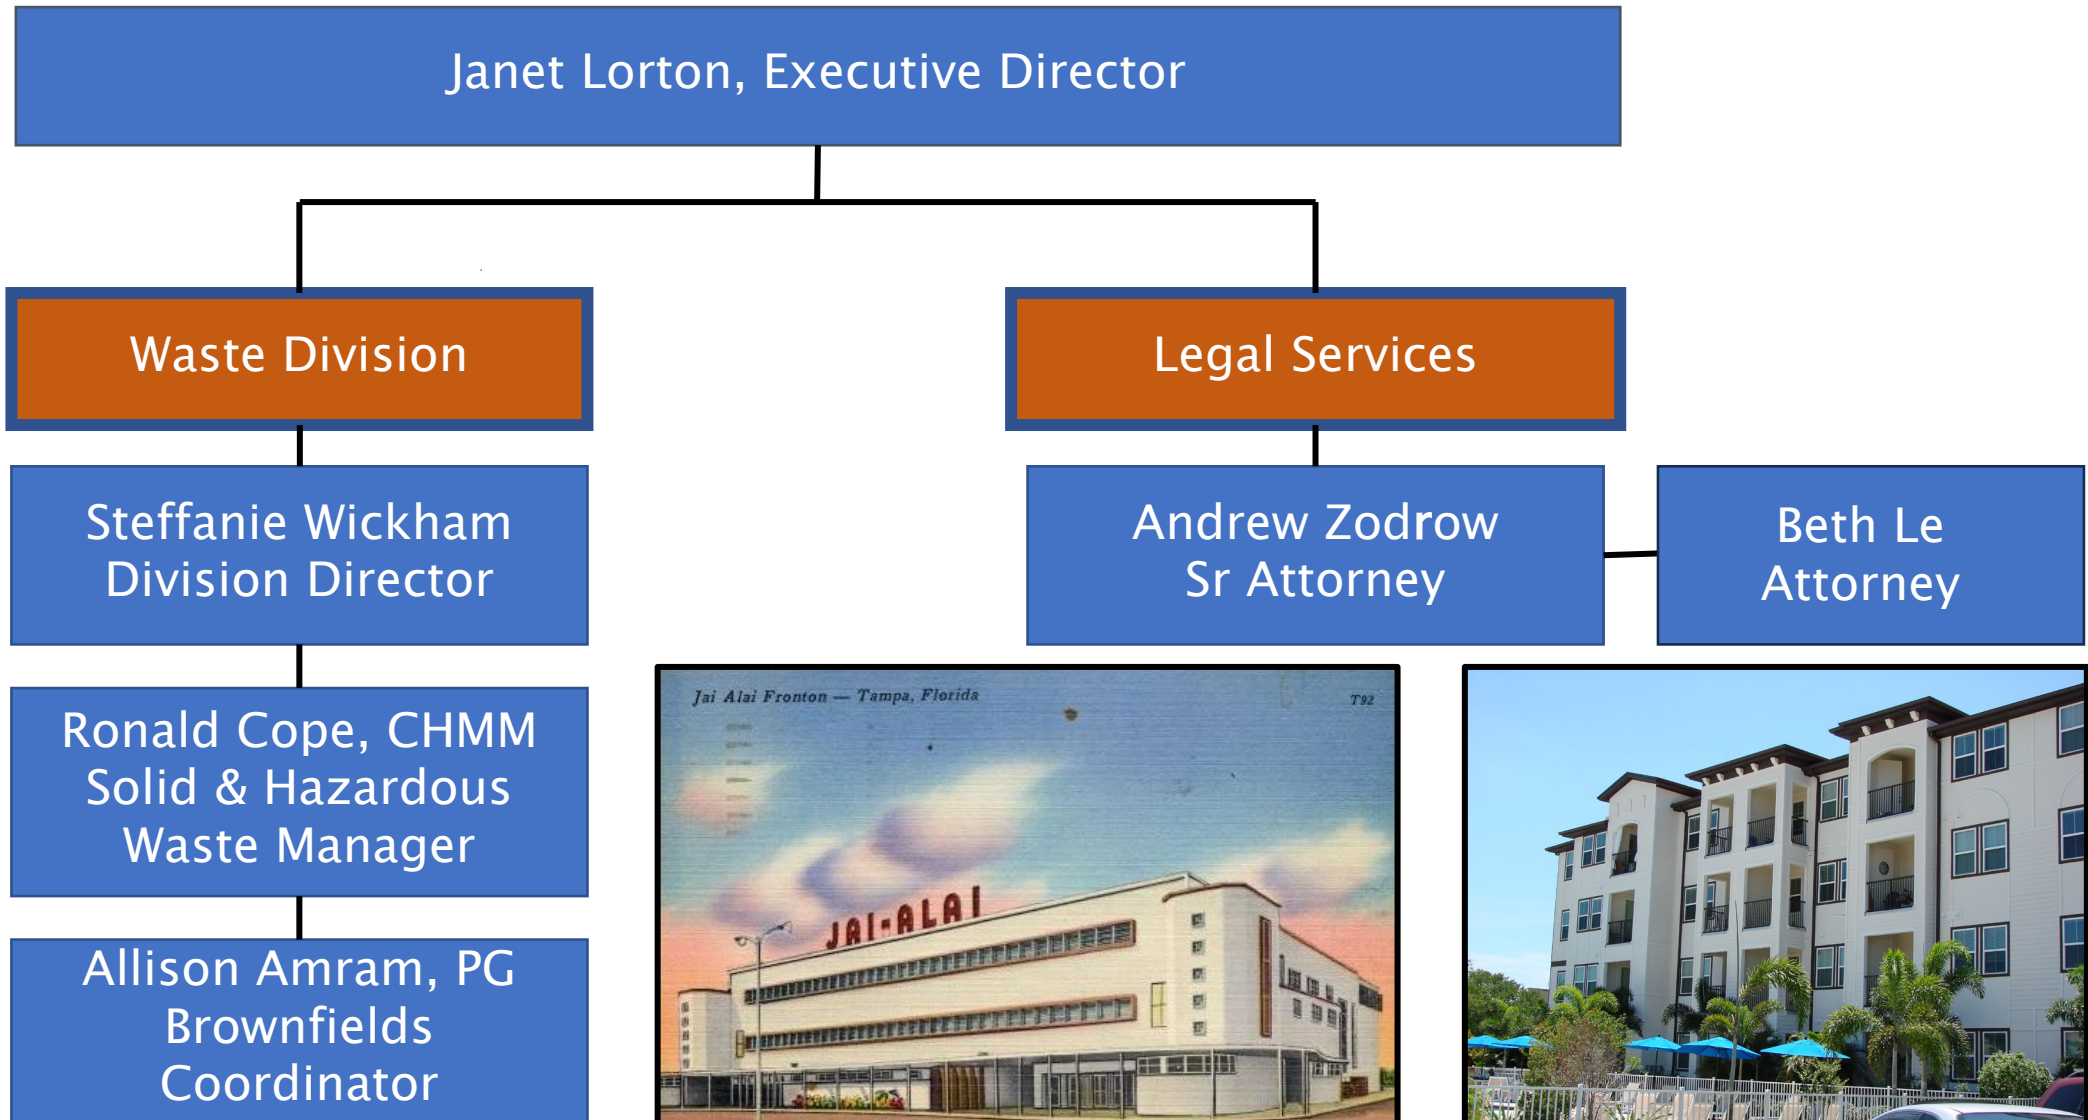 Janet Lorton, Executive Director
Waste Division
Legal Services
Steffanie Wickham
Division Director
Andrew Zodrow
Sr Attorney
Beth Le
Attorney
Ronald Cope, CHMM
Solid & Hazardous
Waste Manager
Allison Amram, PG
Brownfields
Coordinator
Jai Alai Fronton — Tampa, Florida
T92
JAI-ALAI